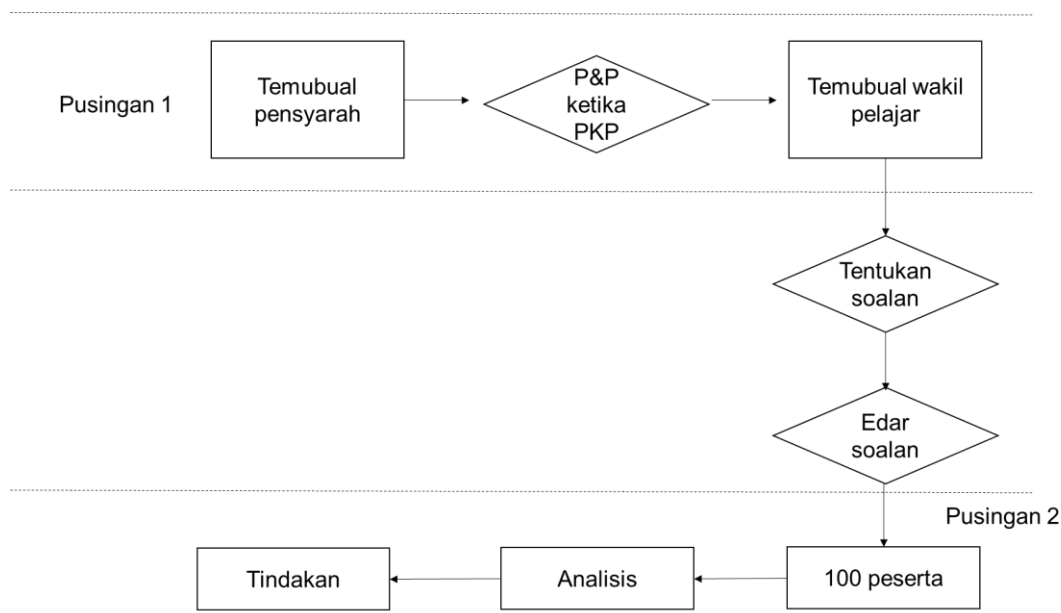 Pusingan 1
Temubual
pensyarah
P&P
ketika
PKP
Temubual wakil
pelajar
Tentukan
soalan
Edar
soalan
Pusingan 2
Tindakan
Analisis
100 peserta